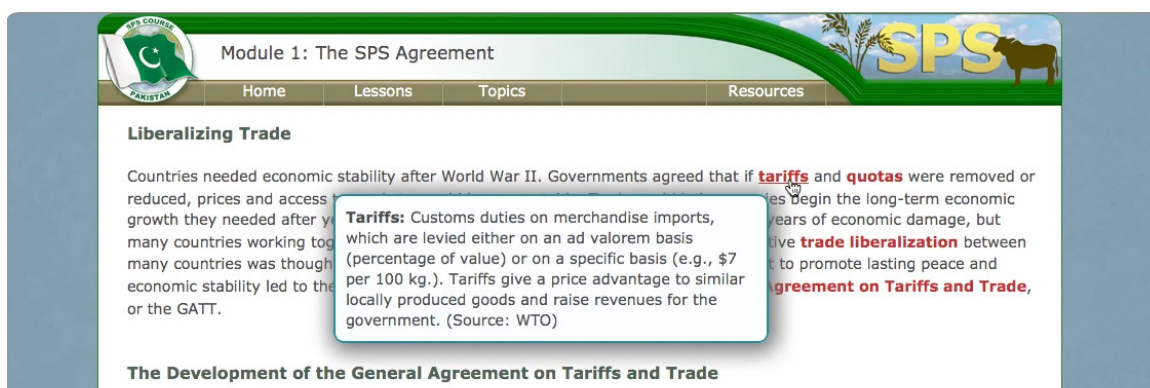 SPS COURSE
PAKISTAN
Module 1: The SPS Agreement
SPS
Home Lessons Topics Resources
Liberalizing Trade
Countries needed economic stability after World War II. Governments agreed that if tariffs and quotas were removed or
reduced, prices and access begin the long-term economic
growth they needed after years of economic damage, but
many countries working trade liberalization between
many countries was to promote lasting peace and
economic stability led to the Agreement on Tariffs and Trade,
or the GATT.
Tariffs: Customs duties on merchandise imports,
which are levied either on an ad valorem basis
(percentage of value) or on a specific basis (e.g., $7
per 100 kg.). Tariffs give a price advantage to similar
locally produced goods and raise revenues for the
government. (Source: WTO)
The Development of the General Agreement on Tariffs and Trade